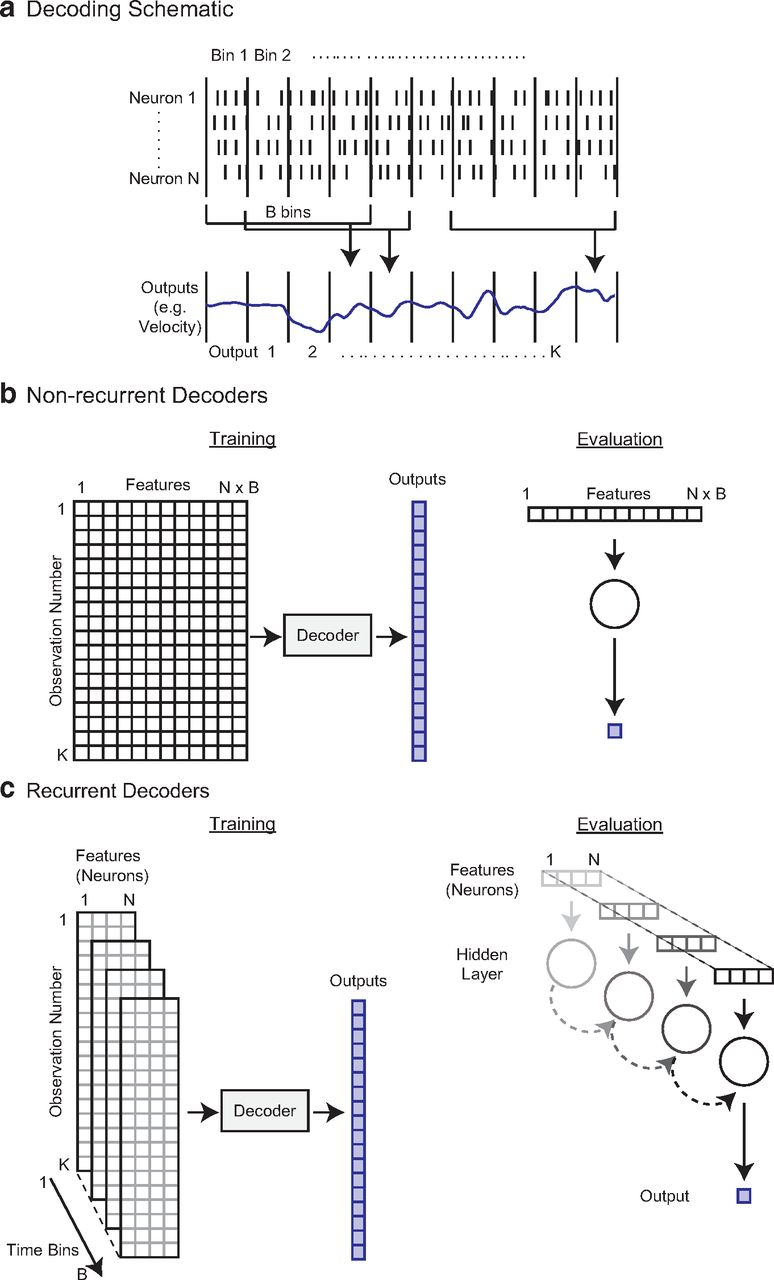 a Decoding Schematic
Bin 1 Bin 2
Neuron 1
Neuron N
B bins
Outputs
(e.g.
Velocity)
Output 1 2 K
b Non-recurrent Decoders
Training
Evaluation
1 Features N x B
Outputs
1 Features N x B
1
Observation Number
K
Decoder
c Recurrent Decoders
Training
Evaluation
Features
(Neurons)
1 N
1
Observation Number
K
1
Time Bins
B
Decoder
Outputs
1 N
Features
(Neurons)
Hidden
Layer
Output